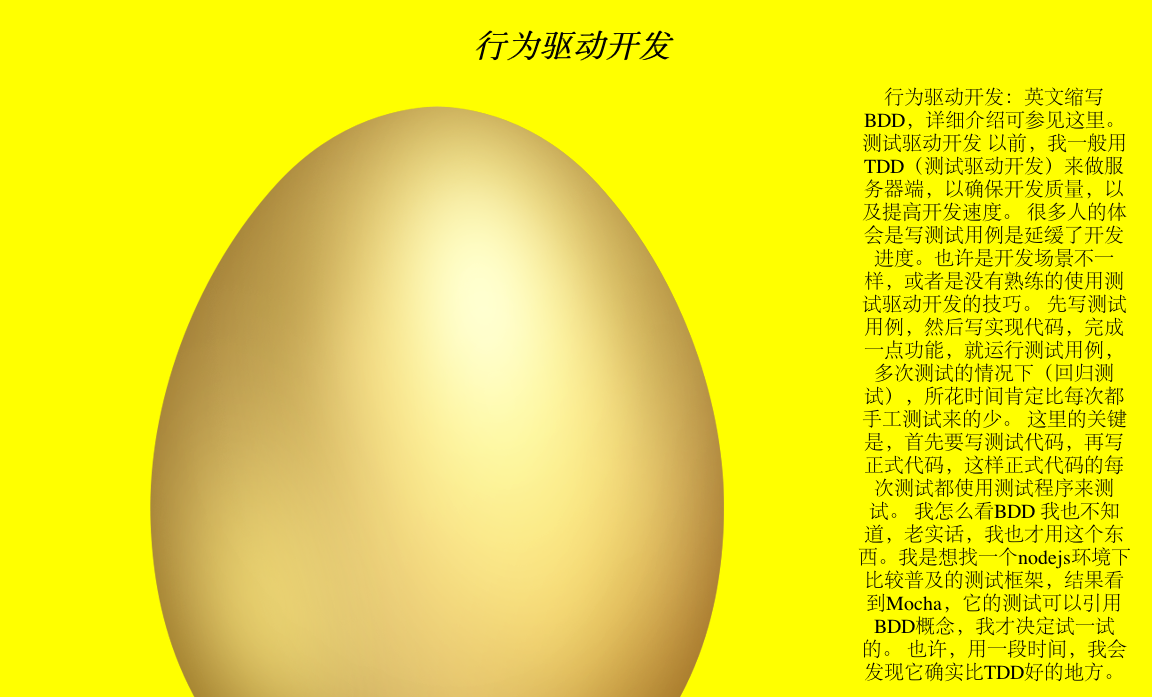 行为驱动开发
行为驱动开发：英文缩写
BDD，详细介绍可参见这里。
测试驱动开发 以前，我一般用
TDD（测试驱动开发）来做服
务器端，以确保开发质量，以
及提高开发速度。 很多人的体
会是写测试用例是延缓了开发
进度。也许是开发场景不一
样，或者是没有熟练的使用测
试驱动开发的技巧。 先写测试
用例，然后写实现代码，完成
一点功能，就运行测试用例，
多次测试的情况下（回归测
试），所花时间肯定比每次都
手工测试来的少。 这里的关键
是，首先要写测试代码，再写
正式代码，这样正式代码的每
次测试都使用测试程序来测
试。 我怎么看BDD 我也不知
道，老实话，我也才用这个东
西。我是想找一个nodejs环境下
比较普及的测试框架，结果看
到Mocha，它的测试可以引用
BDD概念，我才决定试一试
的。 也许，用一段时间，我会
发现它确实比TDD好的地方。